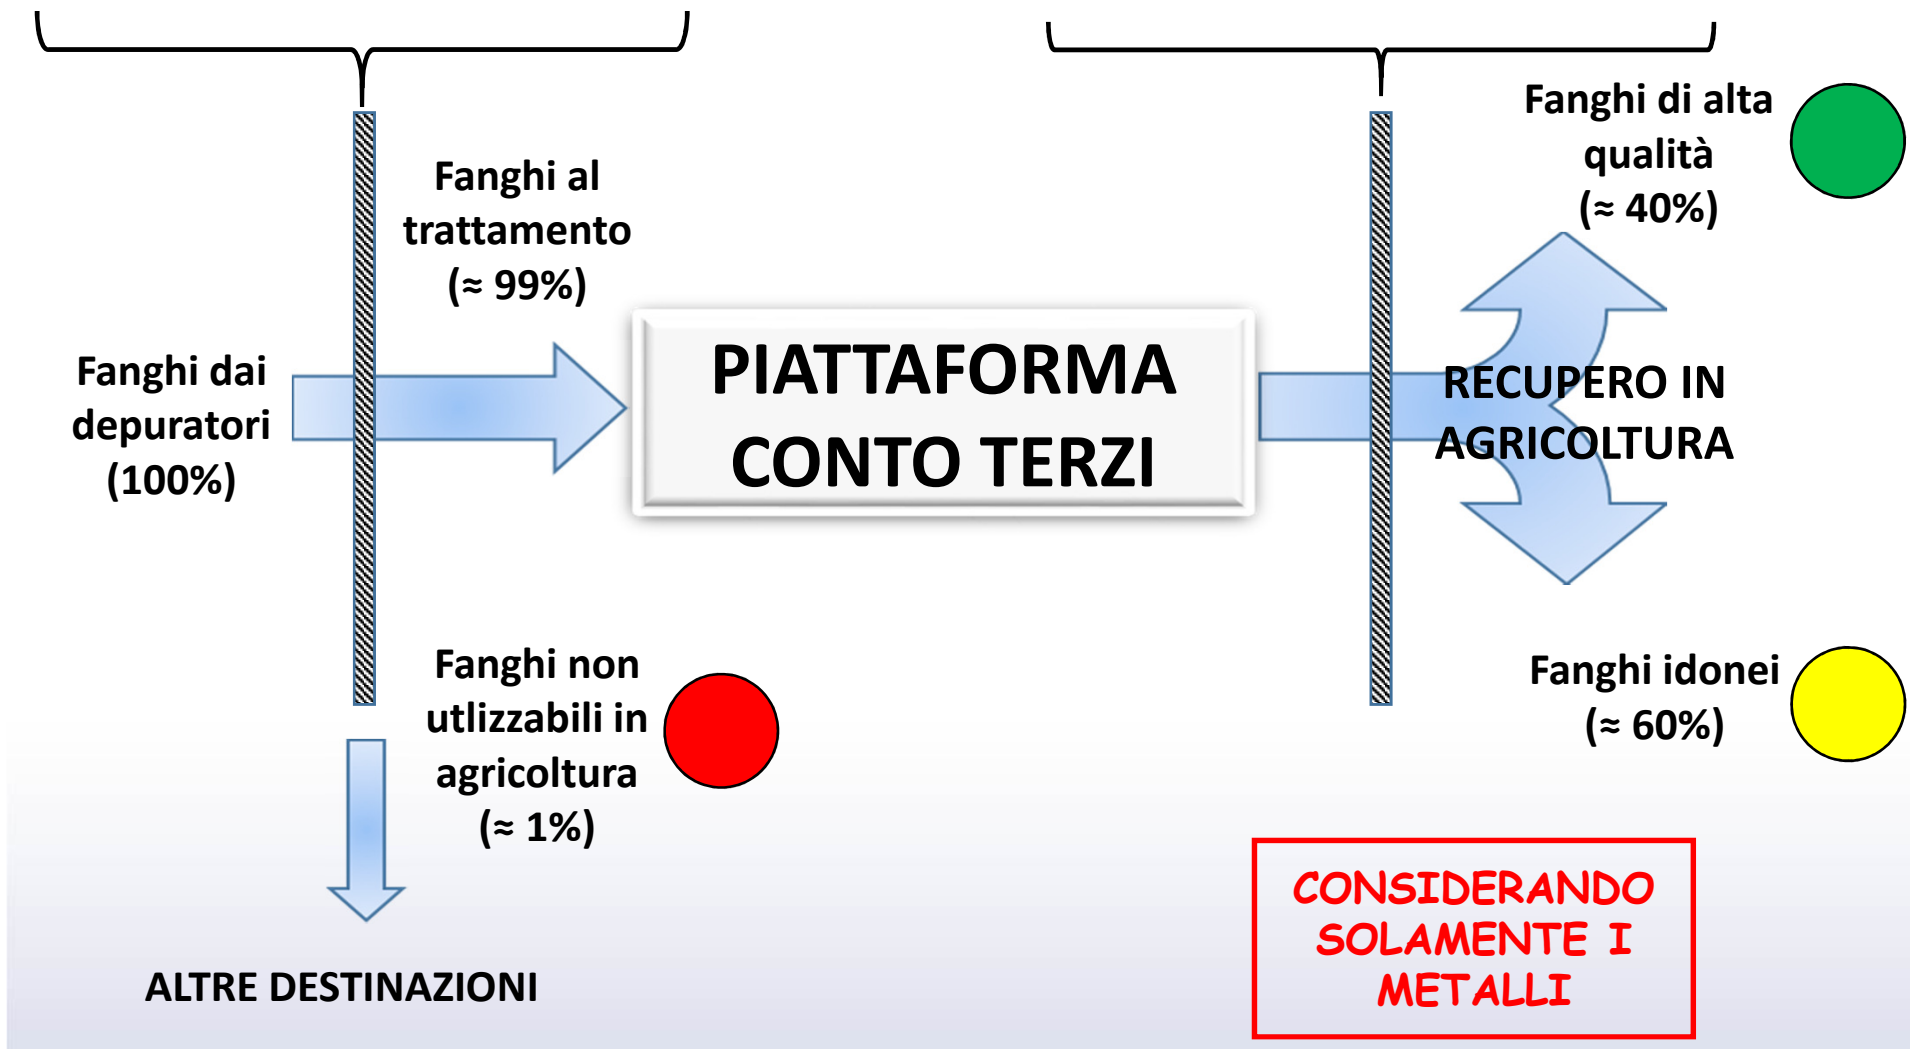 Fanghi di alta
qualità
(≈ 40%)
Fanghi al
trattamento
(≈ 99%)
Fanghi dai
depuratori
(100%)
PIATTAFORMA
CONTO TERZI
RECUPERO IN
AGRICOLTURA
Fanghi non
utlizzabili in
agricoltura
(≈ 1%)
Fanghi idonei
(≈ 60%)
ALTRE DESTINAZIONI
CONSIDERANDO
SOLAMENTE I
METALLI